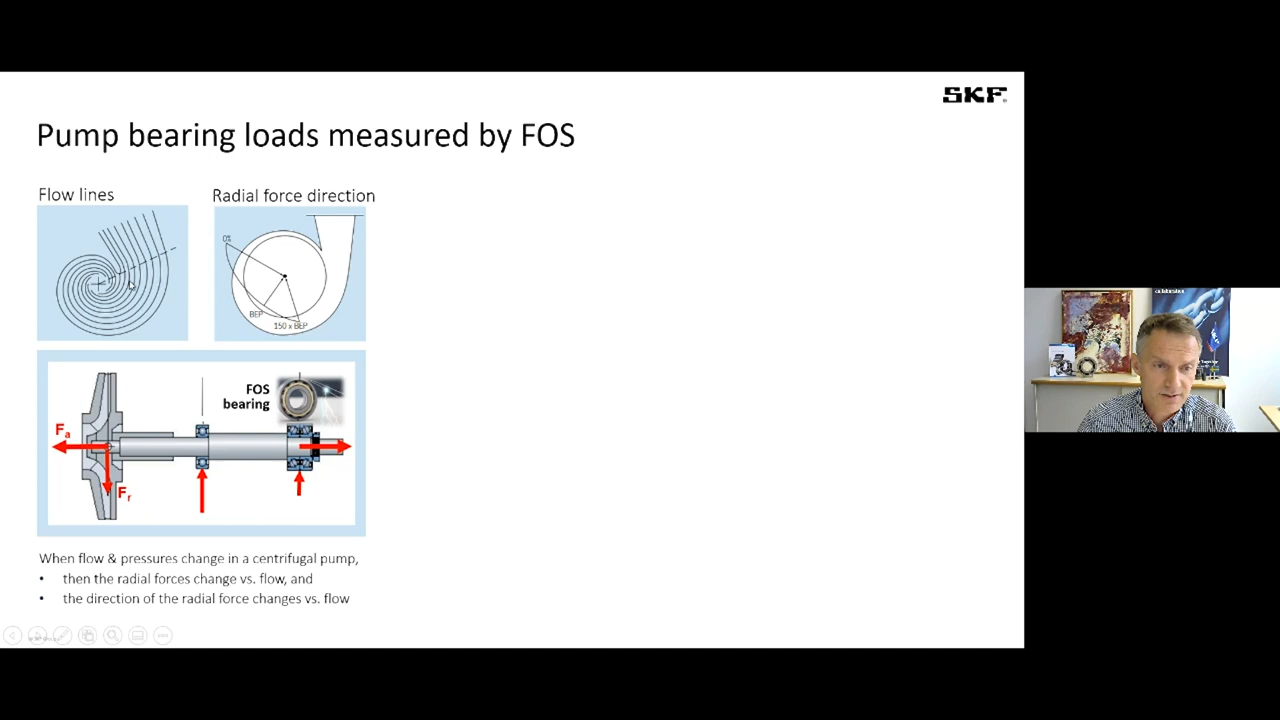 SKF
Pump bearing loads measured by FOS
Flow lines
Radial force direction
0%
BEP
150 x BEP
FOS
bearing
Fa
Fr
When flow & pressures change in a centrifugal pump,
• then the radial forces change vs. flow, and
• the direction of the radial force changes vs. flow
collaboration